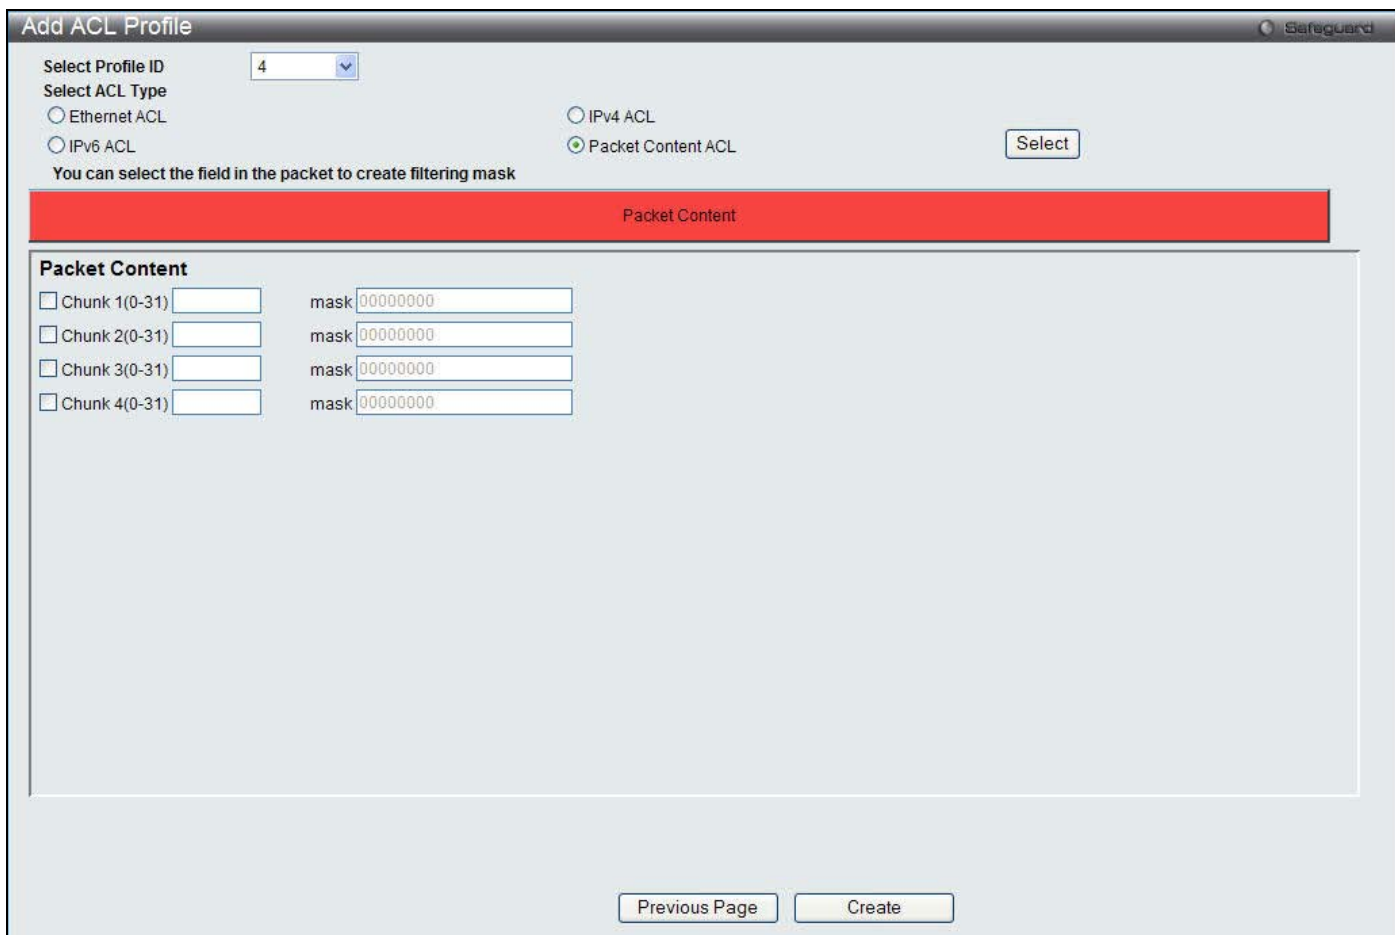 Add ACL Profile
Safeguard
Select Profile ID 4
Select ACL Type
Ethernet ACL IPv4 ACL
IPv6 ACL Packet Content ACL Select
You can select the field in the packet to create filtering mask
Packet Content
Packet Content
Chunk 1(0-31) mask 00000000
Chunk 2(0-31) mask 00000000
Chunk 3(0-31) mask 00000000
Chunk 4(0-31) mask 00000000
Previous Page Create